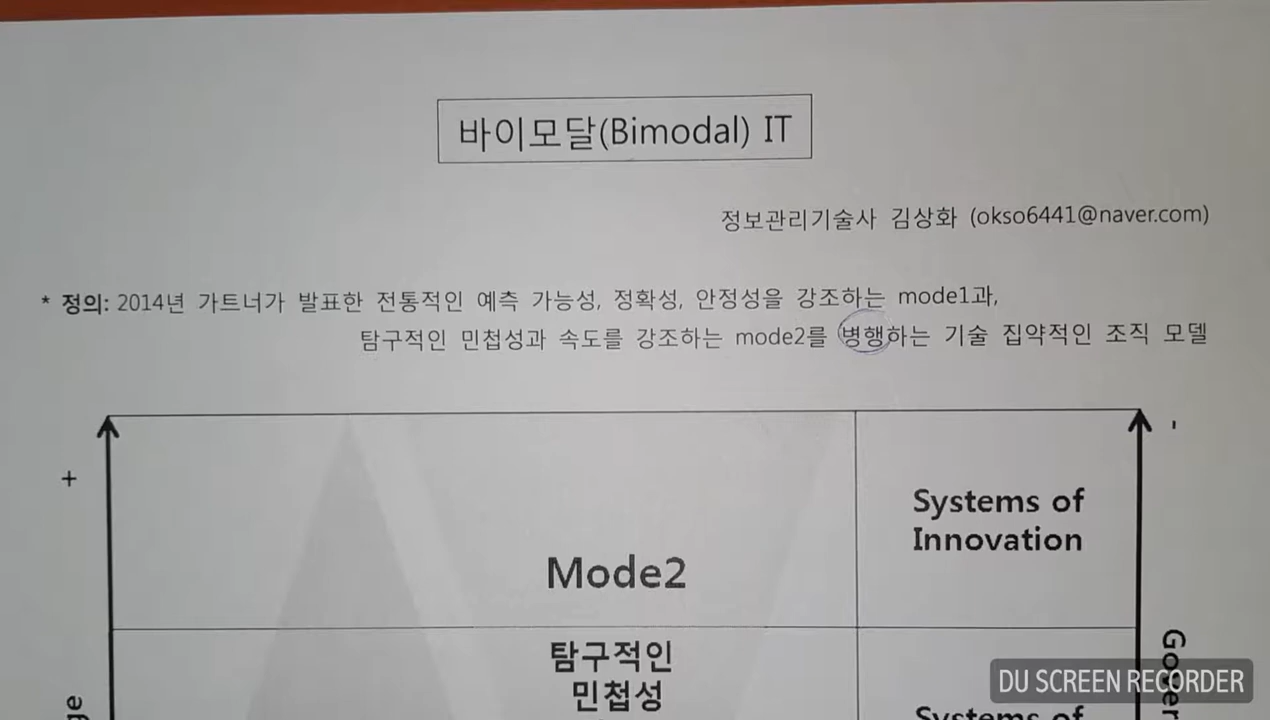 바이모달(Bimodal) IT
정보관리기술사 김상화 (okso6441@naver.com)
* 정의: 2014년 가트너가 발표한 전통적인 예측 가능성, 정확성, 안정성을 강조하는 mode1과,
탐구적인 민첩성과 속도를 강조하는 mode2를 병행하는 기술 집약적인 조직 모델
+
-
Systems of
Innovation
Mode2
탐구적인
민첩성
Systems of
DU SCREEN RECORDER